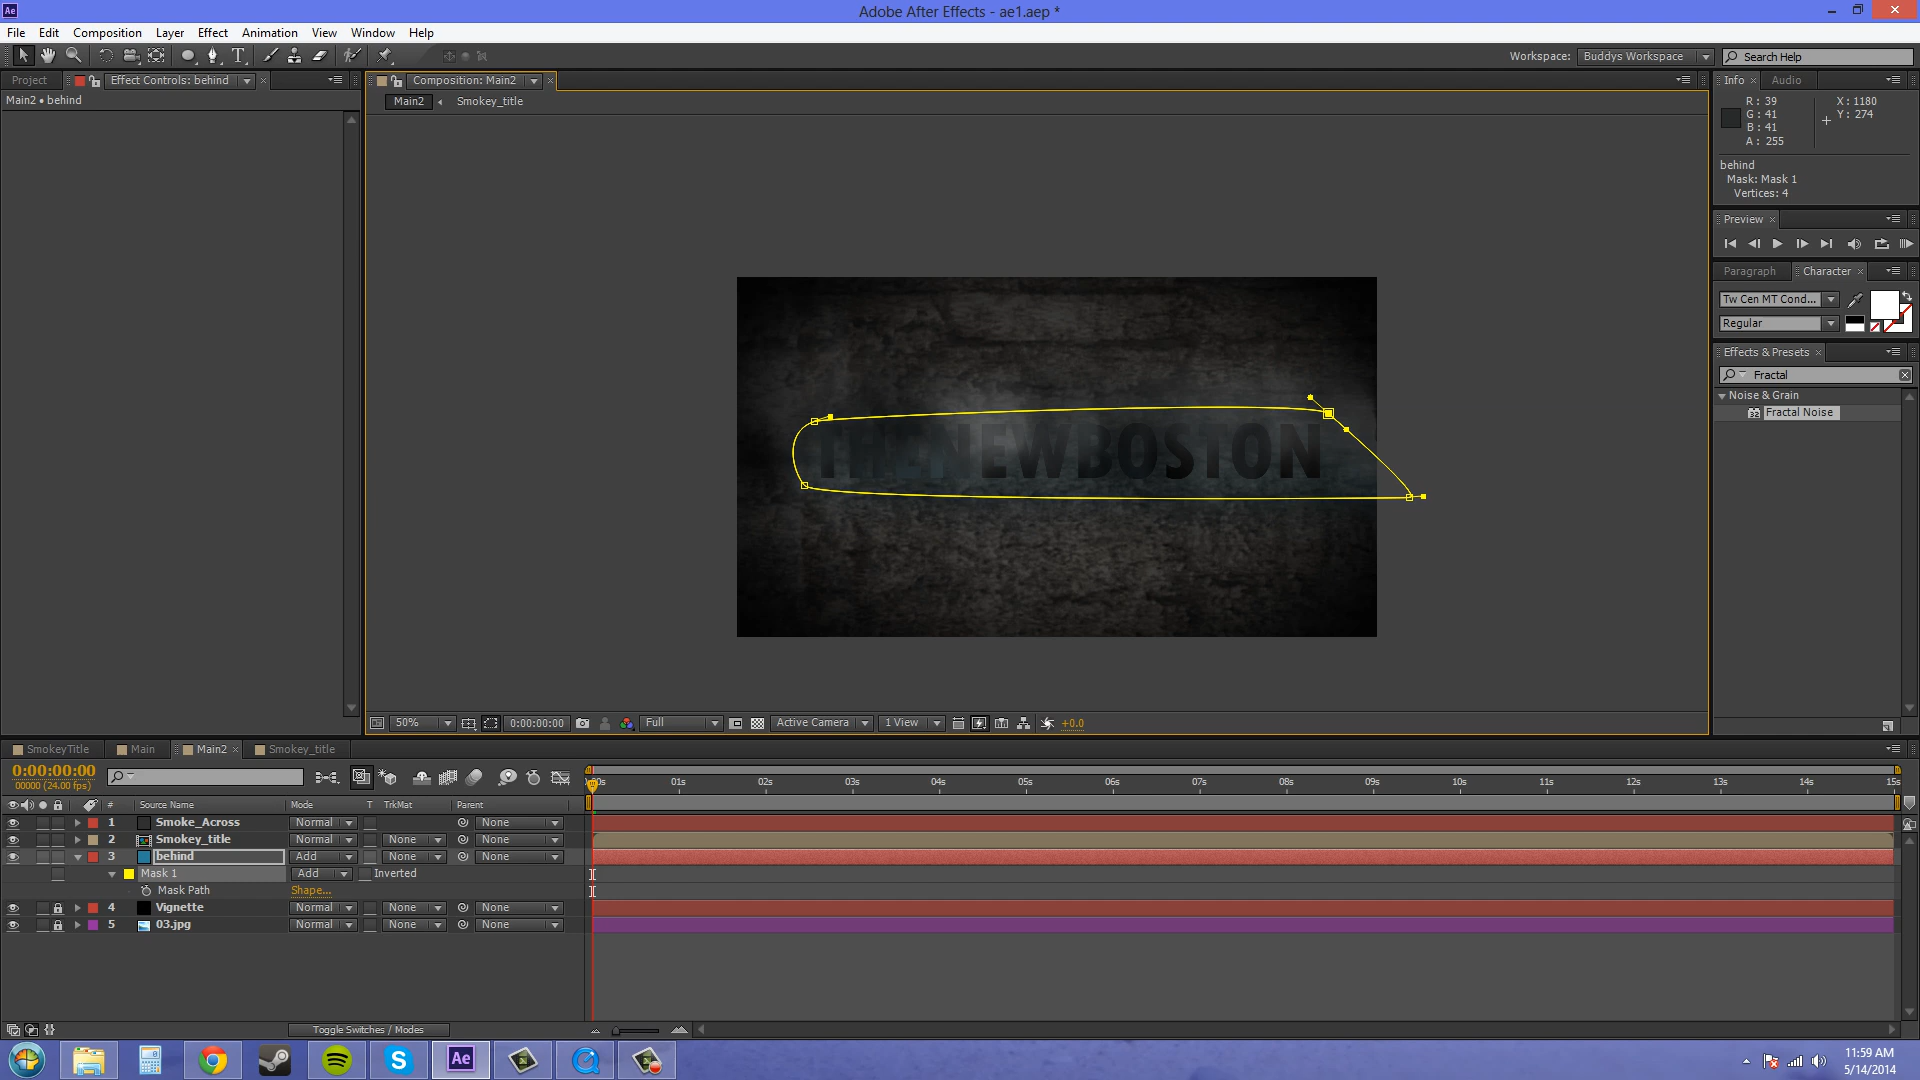 Adobe After Effects - ae1.aep *
File Edit Composition Layer Effect Animation View Window Help
Workspace: Buddys Workspace Search Help
Project Effect Controls: behind Composition: Main2 Info Audio
Main2 • behind
Main2 Smokey_title
R: 39 X: 1180
G: 41 Y: 274
B: 41
A: 255
behind
Mask: Mask 1
Vertices: 4
Preview
Paragraph Character
Tw Cen MT Cond...
Regular
Effects & Presets
Fractal
Noise & Grain
32 Fractal Noise
THENEWBOSTON
50% 0:00:00:00 Full Active Camera 1 View +0.0
SmokeyTitle Main Main2 Smokey_title
0:00:00:00
00000 (24.00 fps)
01s 02s 03s 04s 05s 06s 07s 08s 09s 10s 11s 12s 13s 14s 15s
# Source Name Mode T TrkMat Parent
1 Smoke_Across Normal None
2 Smokey_title Normal None None
3 behind Add None None
Mask 1 Add Inverted
Mask Path Shape...
4 Vignette Normal None None
5 03.jpg Normal None None
Toggle Switches / Modes
Ae
11:59 AM
5/14/2014